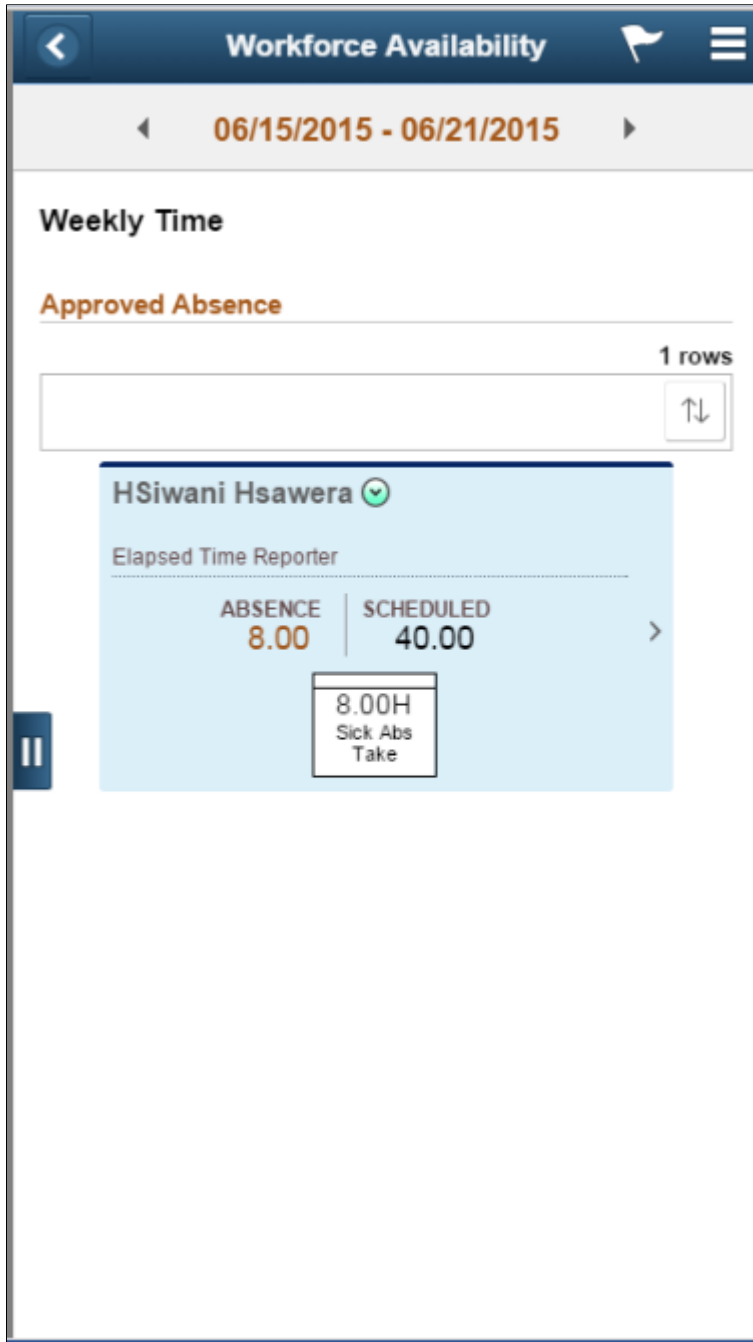 Workforce Availability
06/15/2015 - 06/21/2015
Weekly Time
Approved Absence
1 rows
HSiwani Hsawera
Elapsed Time Reporter
ABSENCE SCHEDULED
8.00 40.00
8.00H
Sick Abs
Take